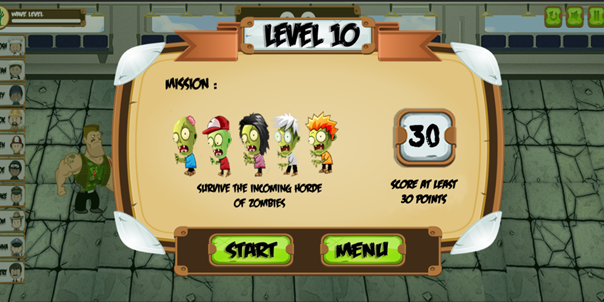 WAVE LEVEL
LEVEL 10
MISSION :
30
SURVIVE THE INCOMING HORDE
OF ZOMBIES
SCORE AT LEAST
30 POINTS
START
MENU